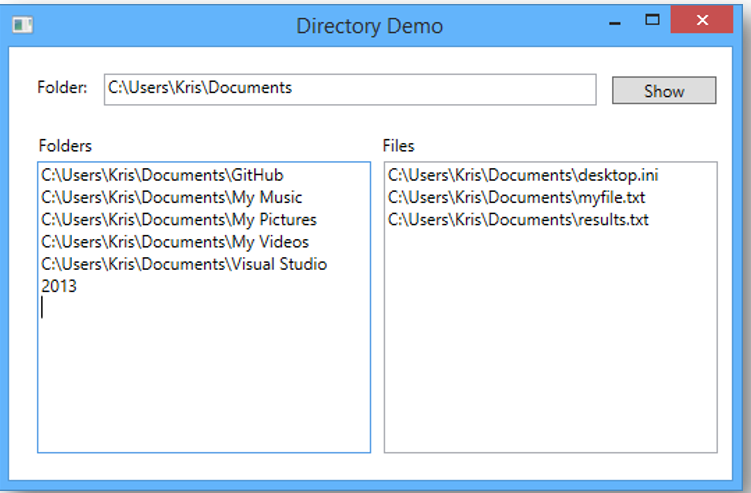 Directory Demo
Folder:
C:\Users\Kris\Documents
Show
Folders
C:\Users\Kris\Documents\GitHub
C:\Users\Kris\Documents\My Music
C:\Users\Kris\Documents\My Pictures
C:\Users\Kris\Documents\My Videos
C:\Users\Kris\Documents\Visual Studio
2013
Files
C:\Users\Kris\Documents\desktop.ini
C:\Users\Kris\Documents\myfile.txt
C:\Users\Kris\Documents\results.txt